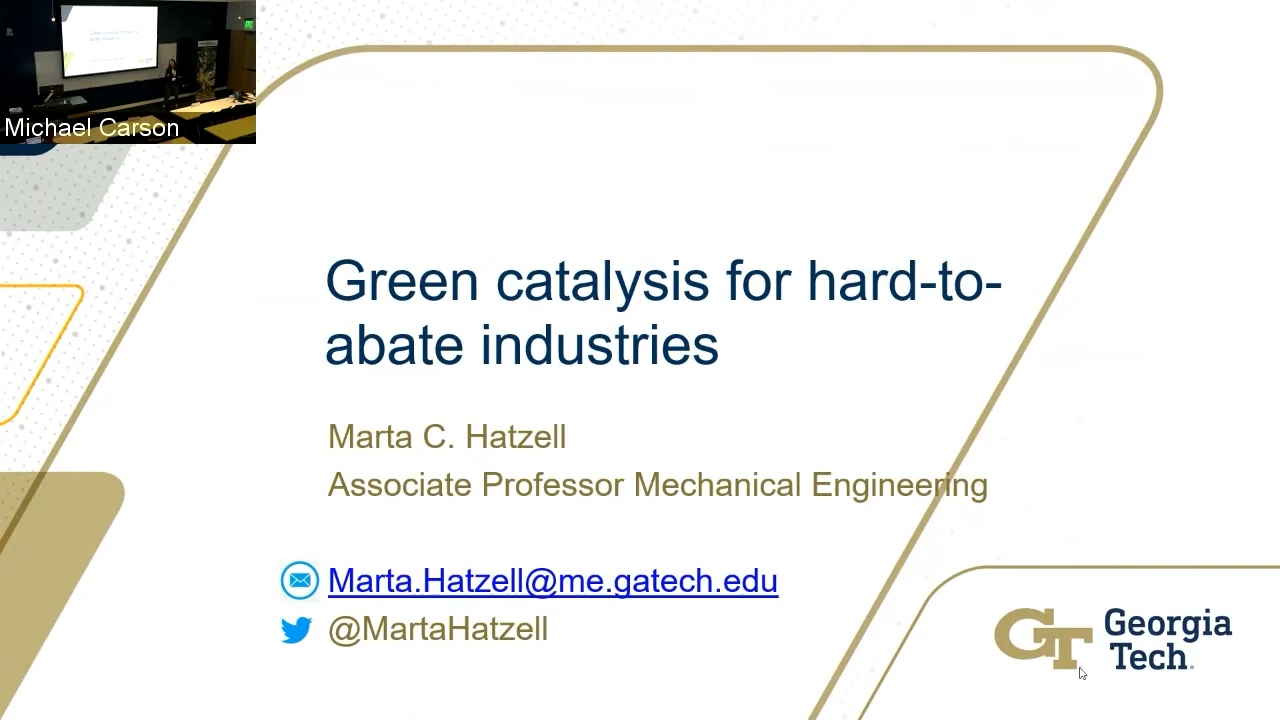 Michael Carson
Green catalysis for hard-to-
abate industries
Marta C. Hatzell
Associate Professor Mechanical Engineering
Marta.Hatzell@me.gatech.edu
@MartaHatzell
GT Georgia
Tech